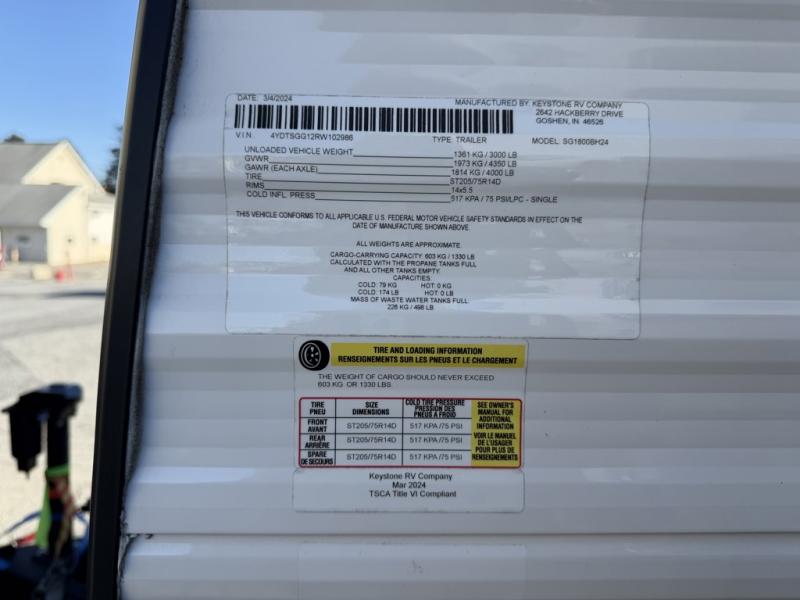 DATE: 3/4/2024
MANUFACTURED BY: KEYSTONE RV COMPANY
2642 HACKBERRY DRIVE
GOSHEN, IN 46526
V.I.N. 4YDTSGG12RW102986 TYPE: TRAILER MODEL: SG1800BH24
UNLOADED VEHICLE WEIGHT 1361 KG / 3000 LB
GVWR 1973 KG / 4350 LB
GAWR (EACH AXLE) 1814 KG / 4000 LB
TIRE ST205/75R14D
RIMS 14x5.5
COLD INFL. PRESS 517 KPA / 75 PSI/LPC - SINGLE
THIS VEHICLE CONFORMS TO ALL APPLICABLE U.S. FEDERAL MOTOR VEHICLE SAFETY STANDARDS IN EFFECT ON THE
DATE OF MANUFACTURE SHOWN ABOVE.
ALL WEIGHTS ARE APPROXIMATE.
CARGO-CARRYING CAPACITY: 603 KG / 1330 LB
CALCULATED WITH THE PROPANE TANKS FULL
AND ALL OTHER TANKS EMPTY.
CAPACITIES:
COLD: 79 KG HOT: 0 KG
COLD: 174 LB HOT: 0 LB
MASS OF WASTE WATER TANKS FULL:
226 KG / 498 LB
TIRE AND LOADING INFORMATION
RENSEIGNEMENTS SUR LES PNEUS ET LE CHARGEMENT
THE WEIGHT OF CARGO SHOULD NEVER EXCEED
603 KG OR 1330 LBS.
TIRE
PNEU
SIZE
DIMENSIONS
COLD TIRE PRESSURE
PRESSION DES
PNEUS A FROID
FRONT
AVANT
ST205/75R14D
517 KPA /75 PSI
REAR
ARRIÈRE
ST205/75R14D
517 KPA /75 PSI
SPARE
DE SECOURS
ST205/75R14D
517 KPA /75 PSI
SEE OWNER'S
MANUAL FOR
ADDITIONAL
INFORMATION
VOIR LE MANUEL
DE L'USAGER
POUR PLUS DE
RENSEIGNEMENTS
Keystone RV Company
Mar 2024
TSCA Title VI Compliant